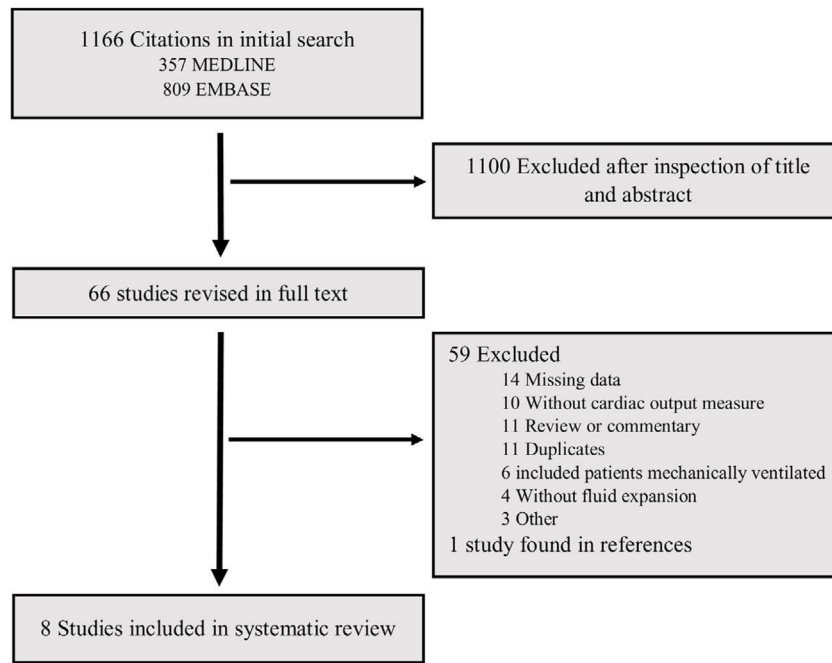 1166 Citations in initial search
357 MEDLINE
809 EMBASE
1100 Excluded after inspection of title
and abstract
66 studies revised in full text
59 Excluded
14 Missing data
10 Without cardiac output measure
11 Review or commentary
11 Duplicates
6 included patients mechanically ventilated
4 Without fluid expansion
3 Other
1 study found in references
8 Studies included in systematic review